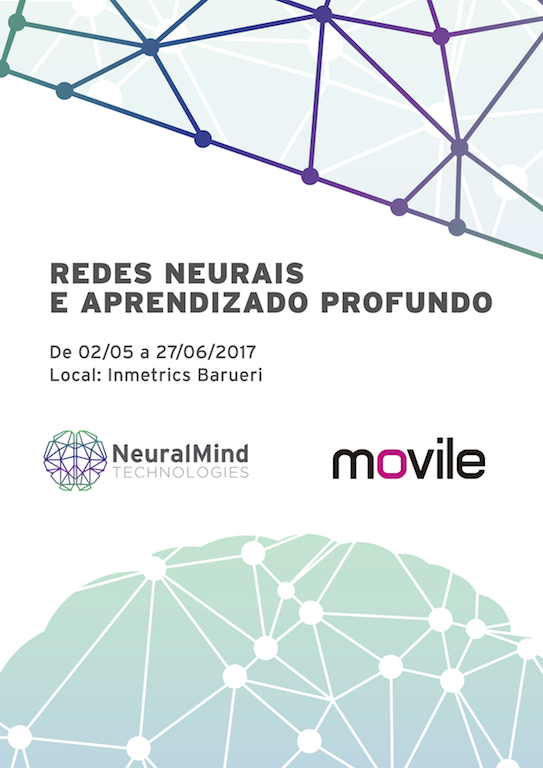 REDES NEURAIS
E APRENDIZADO PROFUNDO
De 02/05 a 27/06/2017
Local: Inmetrics Barueri
NeuralMind
TECHNOLOGIES
movile